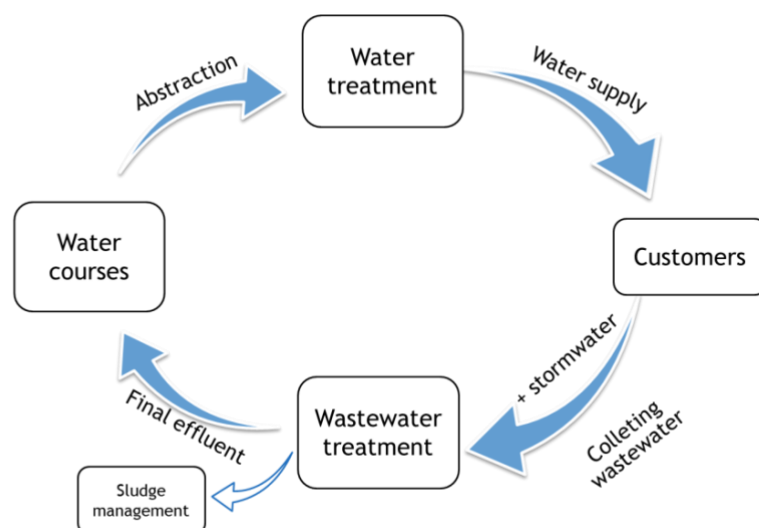 Water
treatment
Abstraction
Water supply
Water
courses
Customers
+ stormwater
Colleting
wastewater
Wastewater
treatment
Final effluent
Sludge
management